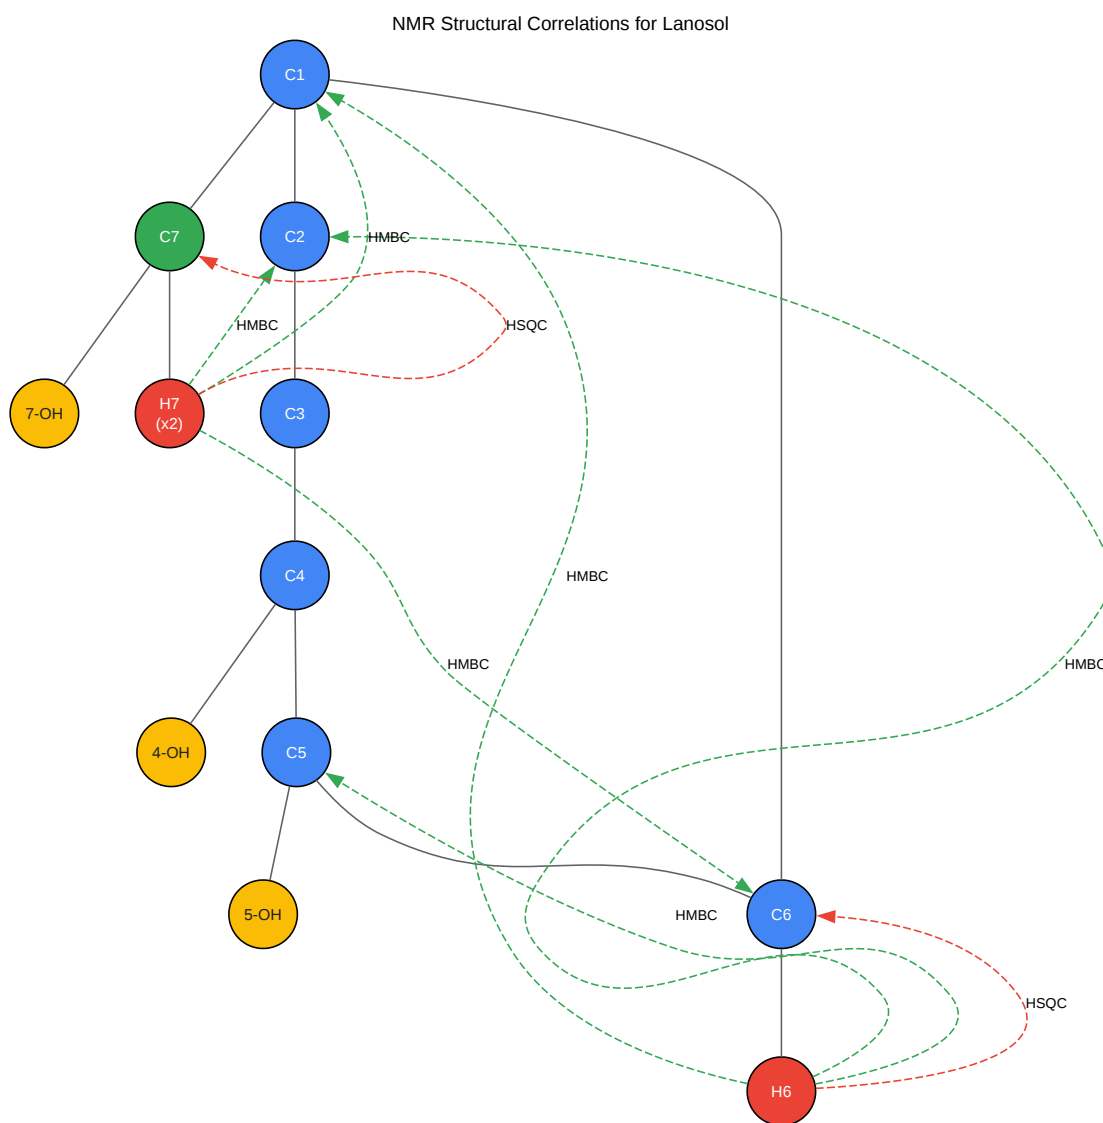 NMR Structural Correlations for Lanosol
C1
C7
C2
HMBC
HMBC
HSQC
7-OH
H7
(x2)
C3
C4
HMBC
HMBC
HMBC
4-OH
C5
5-OH
HMBC
C6
HSQC
H6